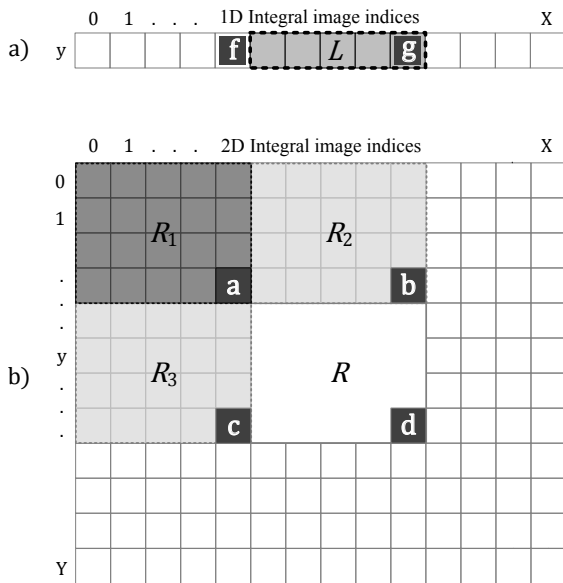 0 1 . . . 1D Integral image indices X
a) y f L g
0 1 . . . 2D Integral image indices X
0
1
R1 R2
a b
.
.
.
y
b) R3 R
.
.
.
c d
Y